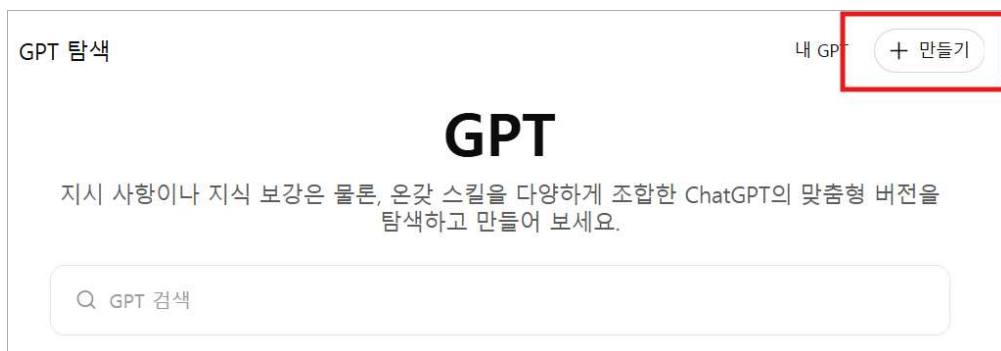 GPT 탐색
내 GPT
+ 만들기
GPT
지시 사항이나 지식 보강은 물론, 온갖 스킬을 다양하게 조합한 ChatGPT의 맞춤형 버전을
탐색하고 만들어 보세요.
GPT 검색